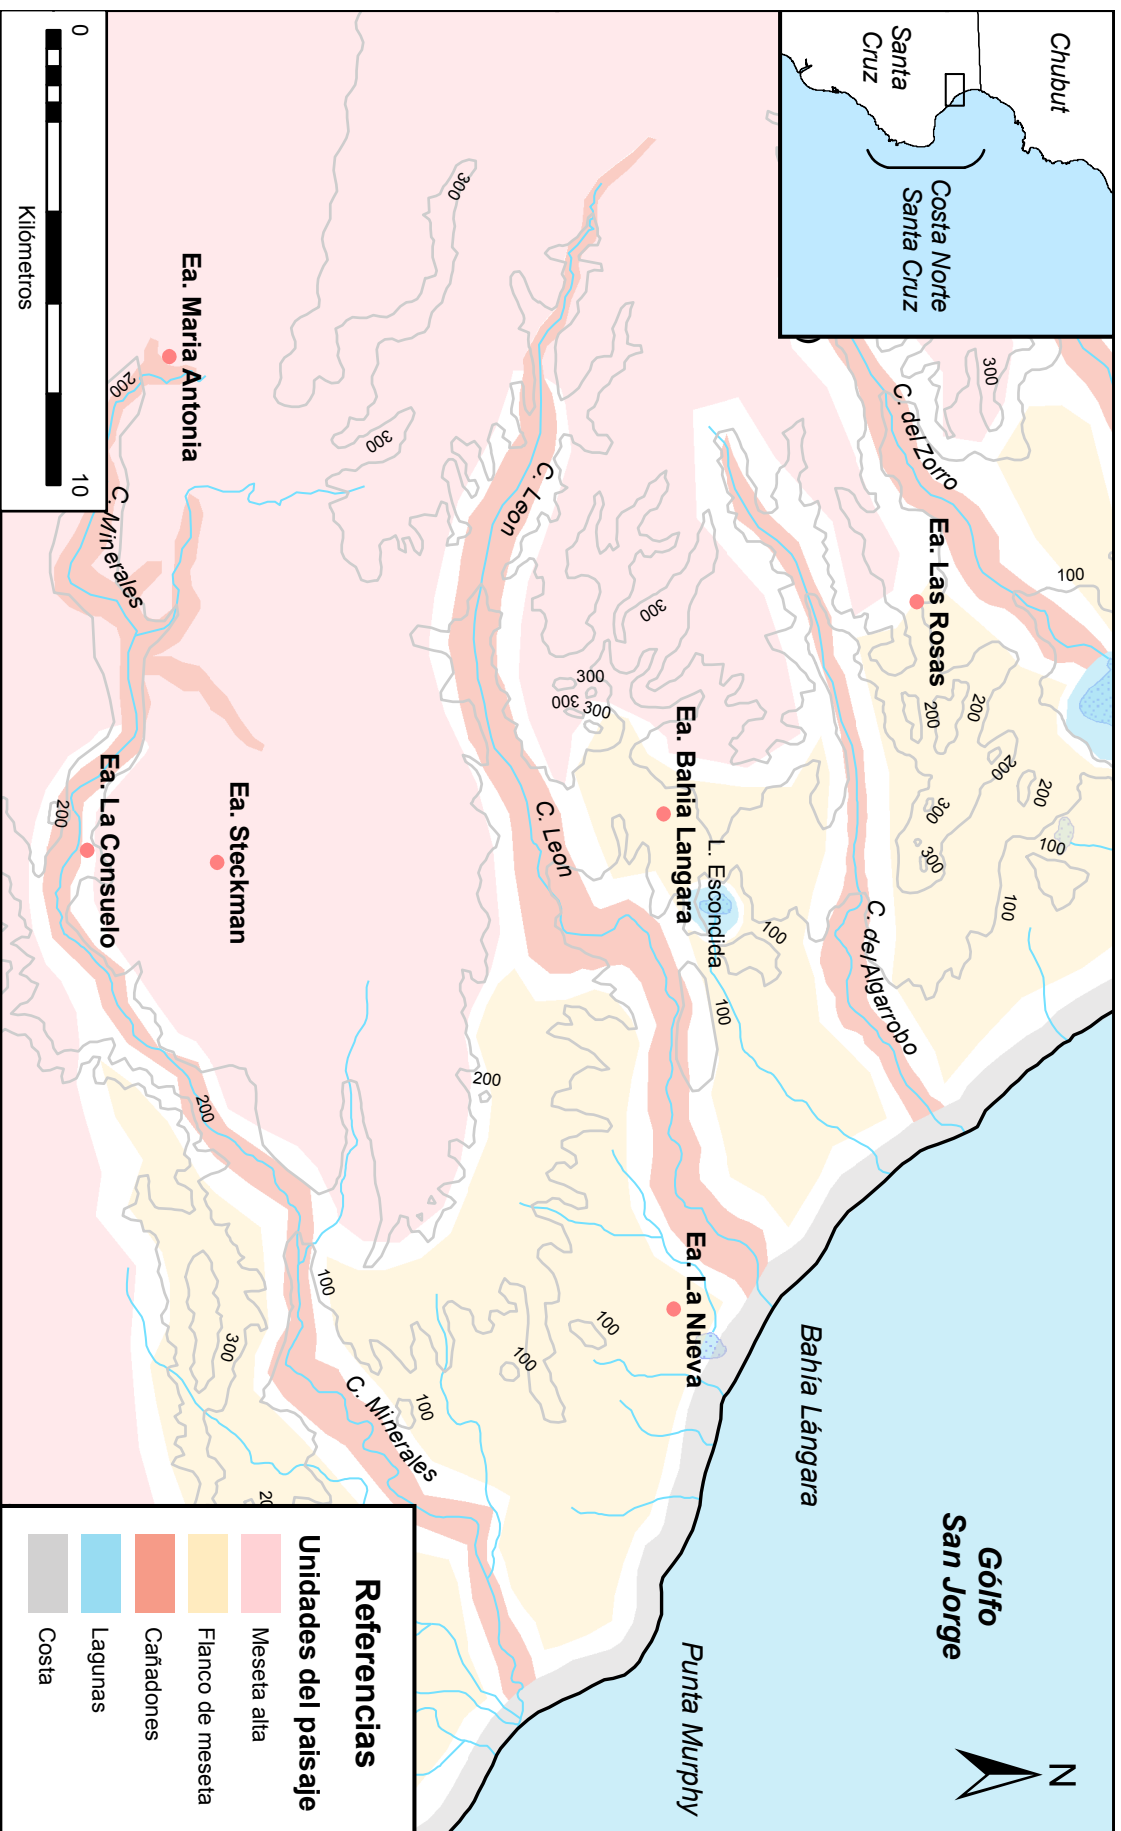 Chubut
Santa
Cruz
Costa Norte
Santa Cruz
N
Gólfo
San Jorge
Bahía Lángara
Punta Murphy
300
C. del Zorro
100
Ea. Las Rosas
200
200
200
200
300
300
100
100
C. del Algarrobo
300
300
300
300
Ea. Bahia Langara
L. Escondida
100
100
C. Leon
C. Leon
300
300
200
Ea. La Nueva
100
100
100
100
Ea. Maria Antonia
200
C. Minerales
Ea. Steckman
Ea. La Consuelo
200
200
300
C. Minerales
20
0
10
Kilómetros
Referencias
Unidades del paisaje
Meseta alta
Flanco de meseta
Cañadones
Lagunas
Costa